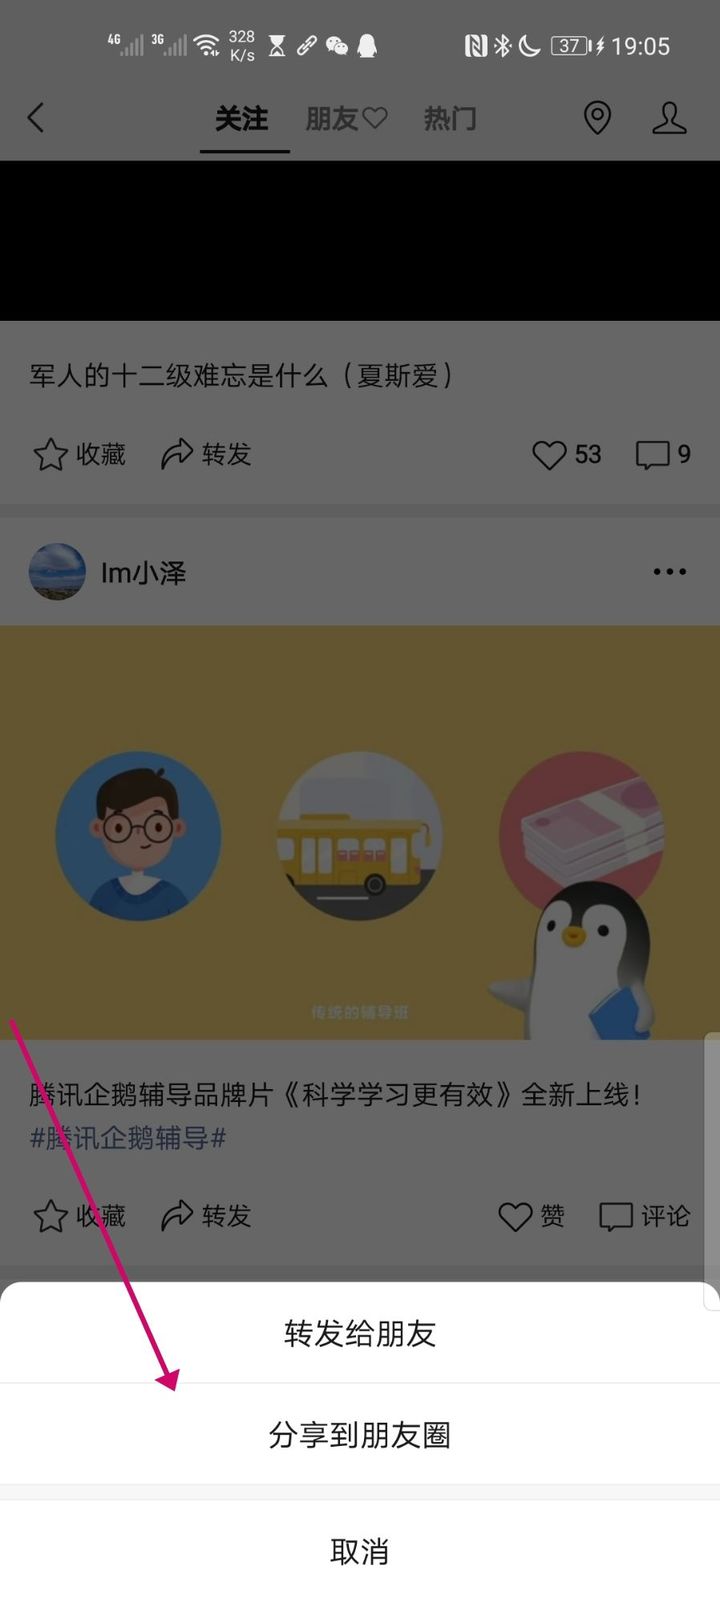 4G 3G 328 K/s 37 19:05
关注 朋友♡ 热门
军人的十二级难忘是什么（夏斯爱）
收藏 转发 53 9
Im小泽
传统的辅导班
腾讯企鹅辅导品牌片《科学学习更有效》全新上线！
#腾讯企鹅辅导#
收藏 转发 赞 评论
转发给朋友
分享到朋友圈
取消